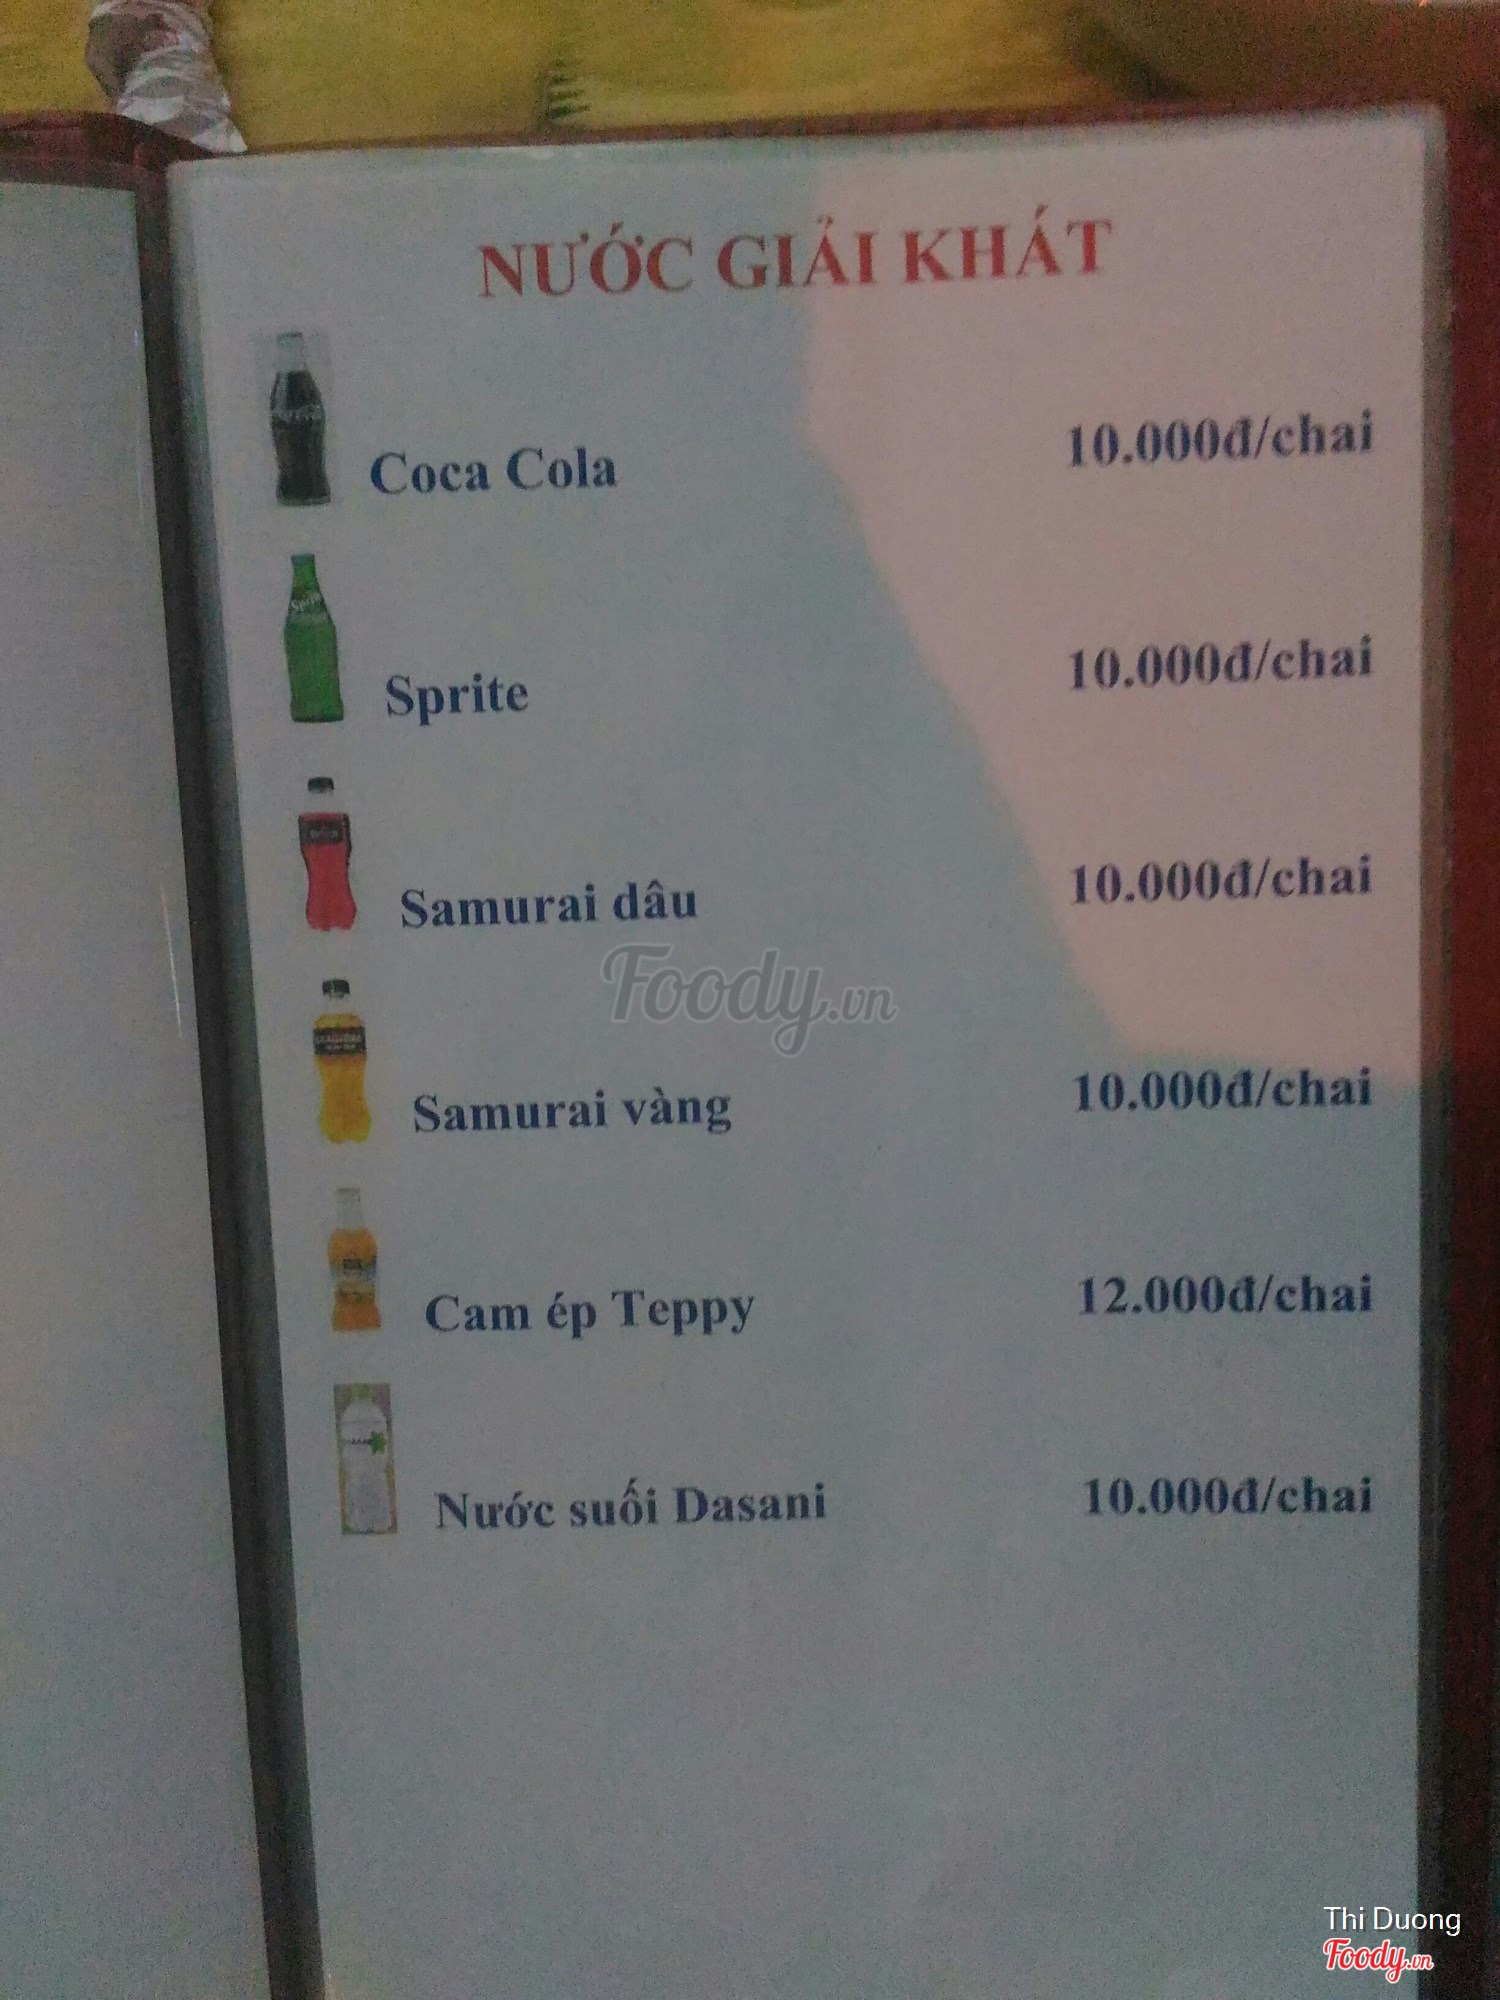 NƯỚC GIẢI KHÁT
Coca Cola 10.000đ/chai
Sprite 10.000đ/chai
Samurai dâu 10.000đ/chai
Foody.vn
Samurai vàng 10.000đ/chai
Cam ép Teppy 12.000đ/chai
Nước suối Dasani 10.000đ/chai
Thi Duong
Foody.vn